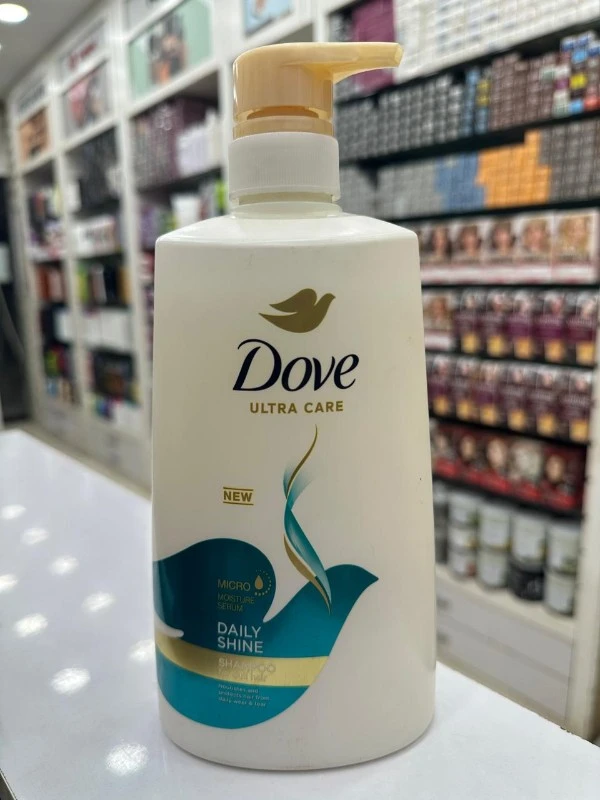 Dove
ULTRA CARE
NEW
MICRO
MOISTURE
SERUM
DAILY
SHINE
SHAMPOO